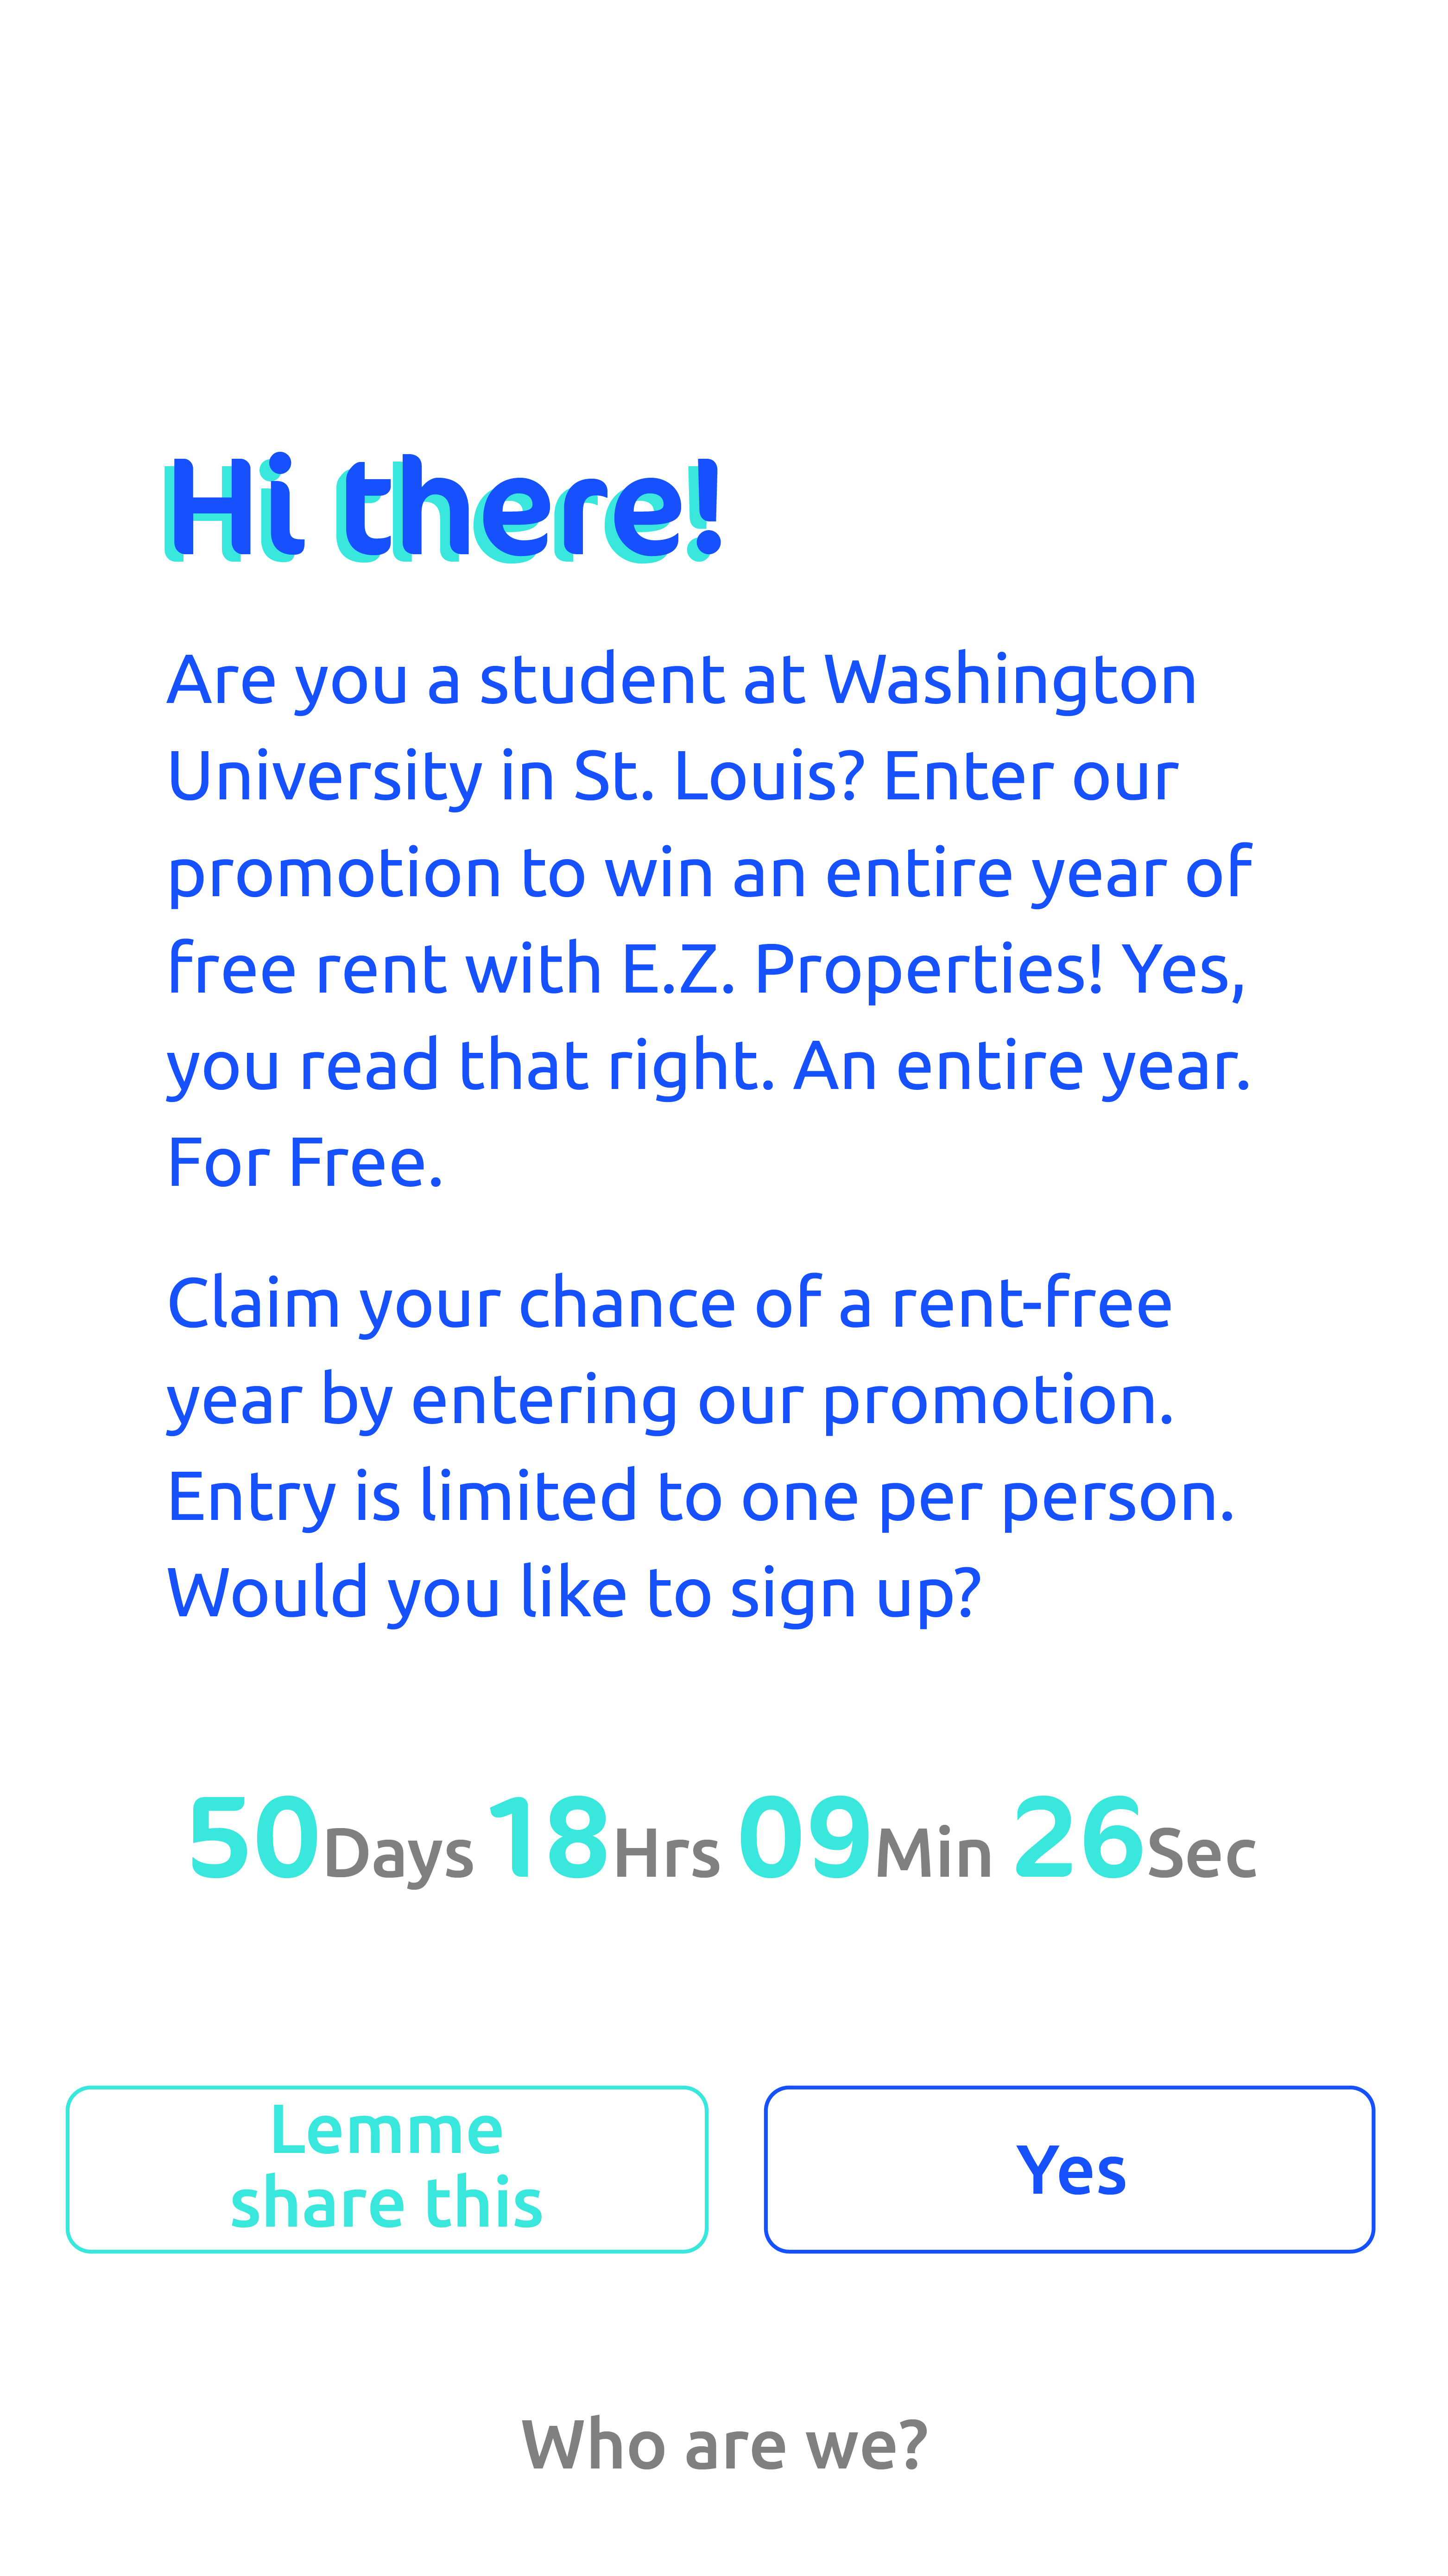 Hi there!
Are you a student at Washington
University in St. Louis? Enter our
promotion to win an entire year of
free rent with E.Z. Properties! Yes,
you read that right. An entire year.
For Free.
Claim your chance of a rent-free
year by entering our promotion.
Entry is limited to one per person.
Would you like to sign up?
50Days 18Hrs 09Min 26Sec
Lemme
share this
Yes
Who are we?